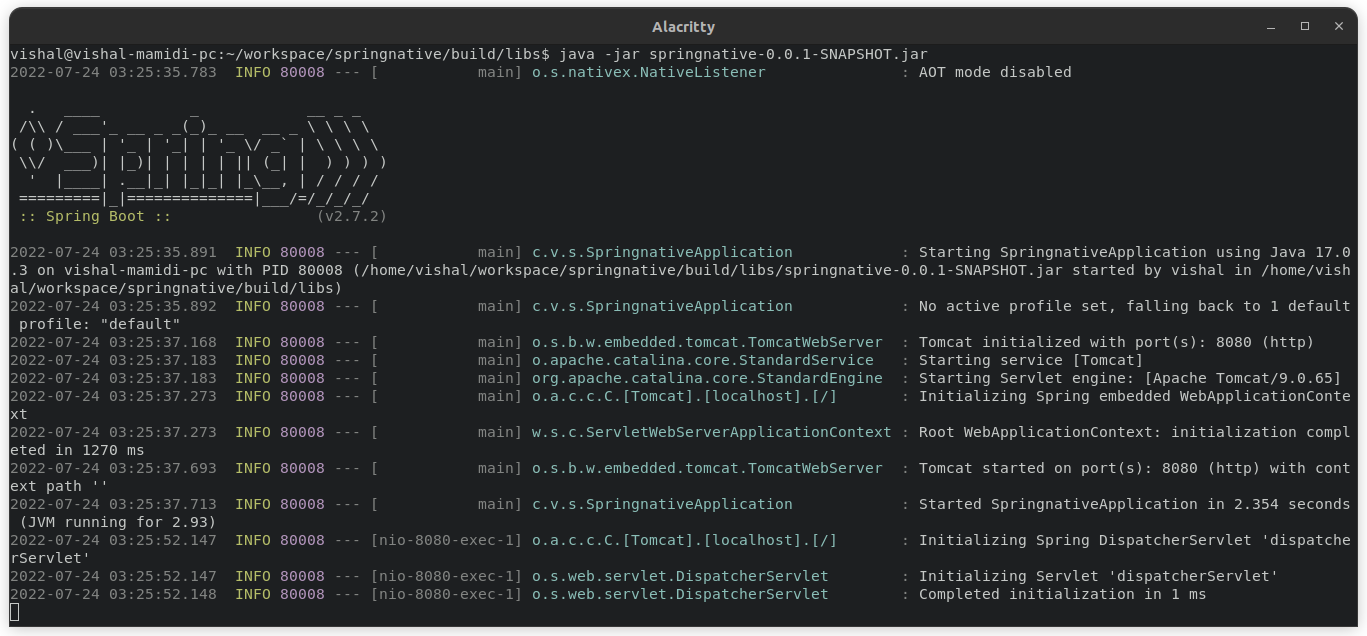 Alacritty
vishal@vishal-mamidi-pc:~/workspace/springnative/build/libs$ java -jar springnative-0.0.1-SNAPSHOT.jar
2022-07-24 03:25:35.783  INFO 80008 --- [           main] o.s.nativex.NativeListener               : AOT mode disabled
  .   ____          _            __ _ _
 /\\ / ___'_ __ _ _(_)_ __  __ _ \ \ \ \
( ( )\___ | '_ | '_| | '_ \/ _` | \ \ \ \
 \\/  ___)| |_)| | | | | || (_| |  ) ) ) )
  '  |____| .__|_| |_|_| |_\__, | / / / /
 =========|_|==============|___/=/_/_/_/
 :: Spring Boot ::                (v2.7.2)
2022-07-24 03:25:35.891  INFO 80008 --- [           main] c.v.s.SpringnativeApplication            : Starting SpringnativeApplication using Java 17.0
.3 on vishal-mamidi-pc with PID 80008 (/home/vishal/workspace/springnative/build/libs/springnative-0.0.1-SNAPSHOT.jar started by vishal in /home/vish
al/workspace/springnative/build/libs)
2022-07-24 03:25:35.892  INFO 80008 --- [           main] c.v.s.SpringnativeApplication            : No active profile set, falling back to 1 default
 profile: "default"
2022-07-24 03:25:37.168  INFO 80008 --- [           main] o.s.b.w.embedded.tomcat.TomcatWebServer  : Tomcat initialized with port(s): 8080 (http)
2022-07-24 03:25:37.183  INFO 80008 --- [           main] o.apache.catalina.core.StandardService   : Starting service [Tomcat]
2022-07-24 03:25:37.183  INFO 80008 --- [           main] org.apache.catalina.core.StandardEngine  : Starting Servlet engine: [Apache Tomcat/9.0.65]
2022-07-24 03:25:37.273  INFO 80008 --- [           main] o.a.c.c.C.[Tomcat].[localhost].[/]       : Initializing Spring embedded WebApplicationConte
xt
2022-07-24 03:25:37.273  INFO 80008 --- [           main] w.s.c.ServletWebServerApplicationContext : Root WebApplicationContext: initialization compl
eted in 1270 ms
2022-07-24 03:25:37.693  INFO 80008 --- [           main] o.s.b.w.embedded.tomcat.TomcatWebServer  : Tomcat started on port(s): 8080 (http) with cont
ext path ''
2022-07-24 03:25:37.713  INFO 80008 --- [           main] c.v.s.SpringnativeApplication            : Started SpringnativeApplication in 2.354 seconds
 (JVM running for 2.93)
2022-07-24 03:25:52.147  INFO 80008 --- [nio-8080-exec-1] o.a.c.c.C.[Tomcat].[localhost].[/]       : Initializing Spring DispatcherServlet 'dispatche
rServlet'
2022-07-24 03:25:52.147  INFO 80008 --- [nio-8080-exec-1] o.s.web.servlet.DispatcherServlet        : Initializing Servlet 'dispatcherServlet'
2022-07-24 03:25:52.148  INFO 80008 --- [nio-8080-exec-1] o.s.web.servlet.DispatcherServlet        : Completed initialization in 1 ms